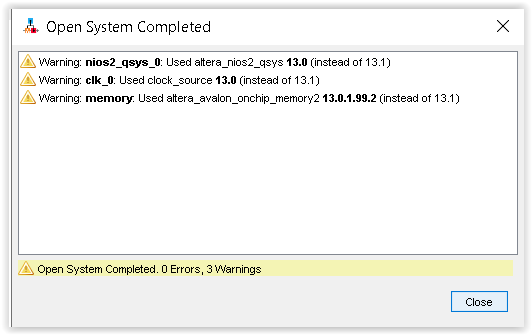 Open System Completed
Warning: nios2_qsys_0: Used altera_nios2_qsys 13.0 (instead of 13.1)
Warning: clk_0: Used clock_source 13.0 (instead of 13.1)
Warning: memory: Used altera_avalon_onchip_memory2 13.0.1.99.2 (instead of 13.1)
Open System Completed. 0 Errors, 3 Warnings
Close